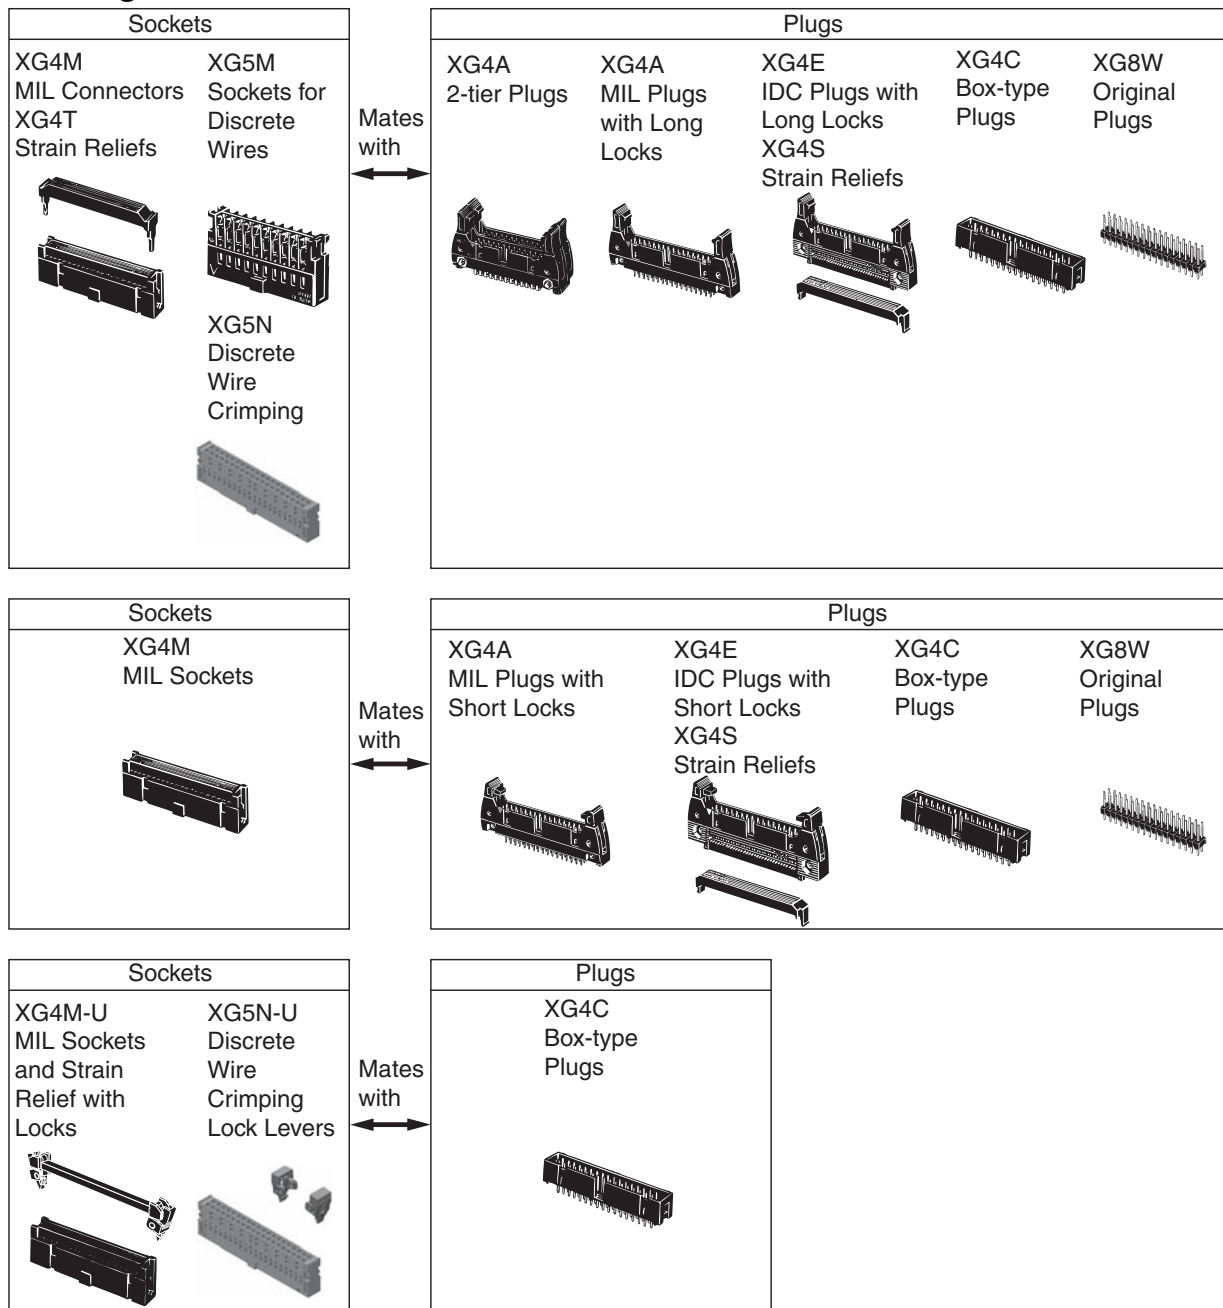 Sockets
XG4M
MIL Connectors
XG4T
Strain Reliefs
XG5M
Sockets for
Discrete
Wires
XG5N
Discrete
Wire
Crimping
Mates
with
Plugs
XG4A
2-tier Plugs
XG4A
MIL Plugs
with Long
Locks
XG4E
IDC Plugs with
Long Locks
XG4S
Strain Reliefs
XG4C
Box-type
Plugs
XG8W
Original
Plugs
Sockets
XG4M
MIL Sockets
Mates
with
Plugs
XG4A
MIL Plugs with
Short Locks
XG4E
IDC Plugs with
Short Locks
XG4S
Strain Reliefs
XG4C
Box-type
Plugs
XG8W
Original
Plugs
Sockets
XG4M-U
MIL Sockets
and Strain
Relief with
Locks
XG5N-U
Discrete
Wire
Crimping
Lock Levers
Mates
with
Plugs
XG4C
Box-type
Plugs